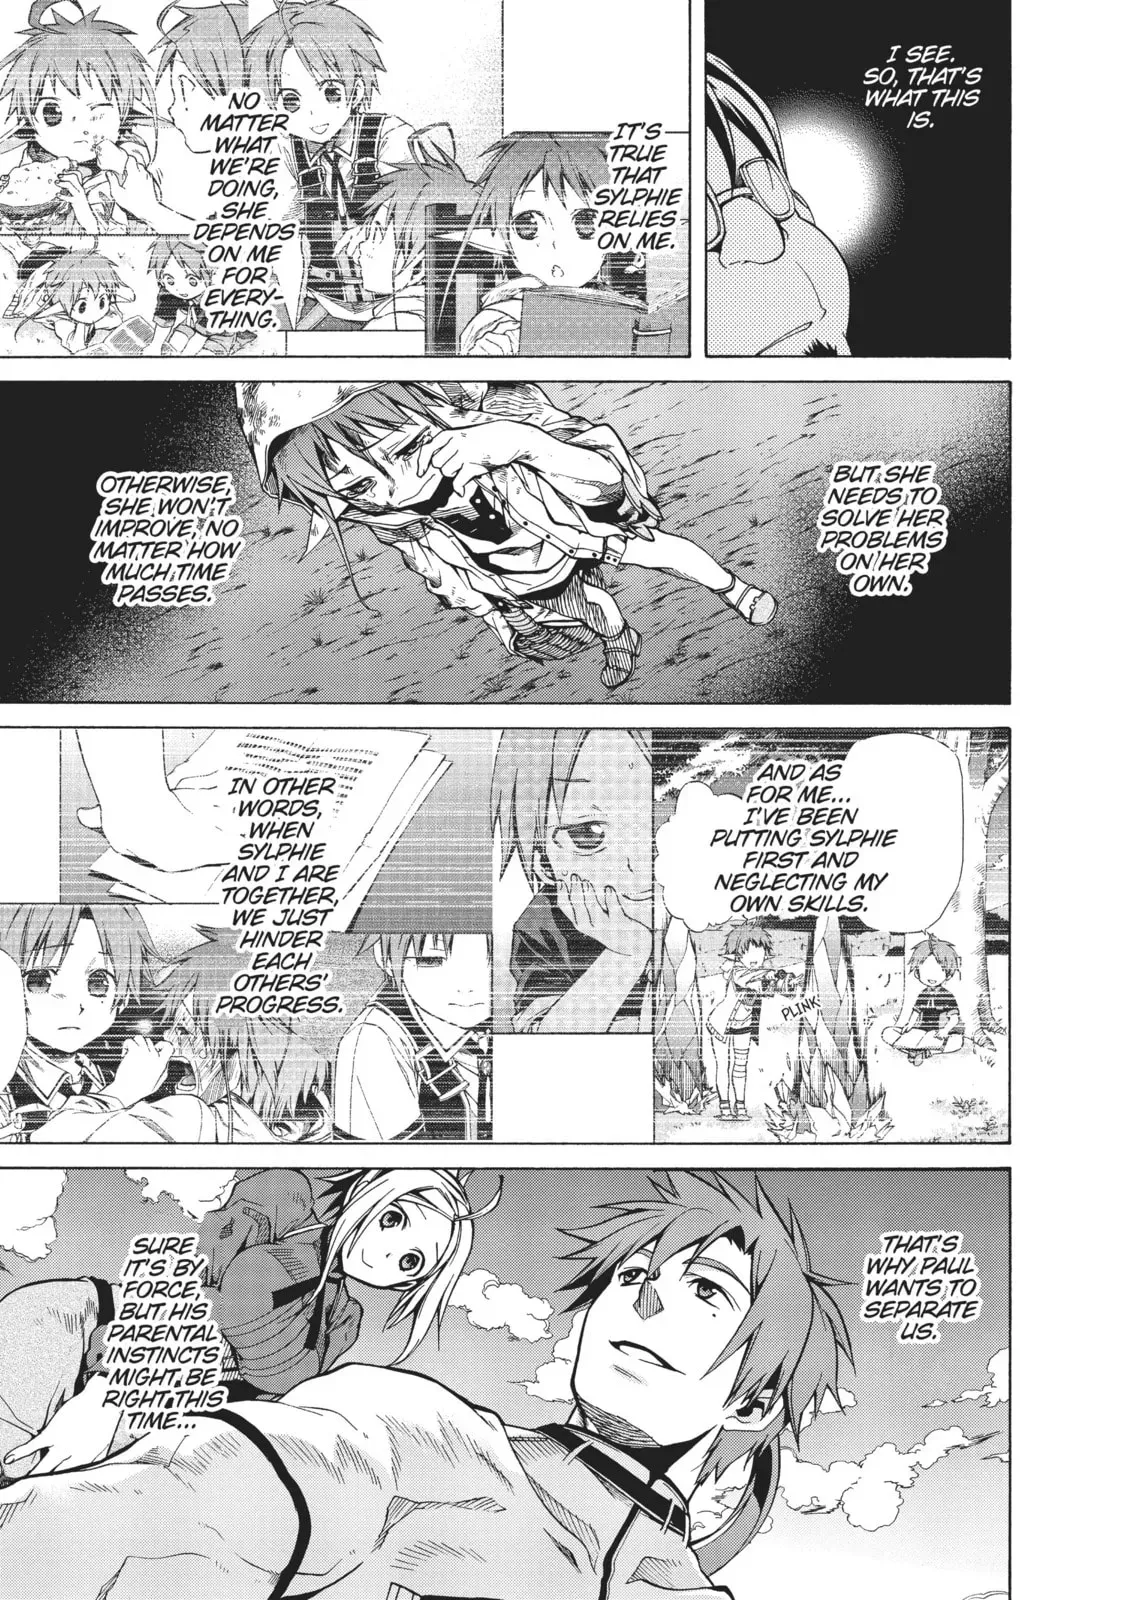 I SEE.
SO, THAT'S
WHAT THIS
IS.
IT'S
TRUE
THAT
SYLPHIE
RELIES
ON ME.
NO
MATTER
WHAT
WE'RE
DOING,
SHE
DEPENDS
ON ME
FOR
EVERY-
THING.
BUT SHE
NEEDS TO
SOLVE HER
PROBLEMS
ON HER
OWN.
OTHERWISE,
SHE WON'T
IMPROVE, NO
MATTER HOW
MUCH TIME
PASSES.
AND AS
FOR ME...
I'VE BEEN
PUTTING SYLPHIE
FIRST AND
NEGLECTING MY
OWN SKILLS.
PLINK
IN OTHER
WORDS,
WHEN
SYLPHIE
AND I ARE
TOGETHER,
WE JUST
HINDER
EACH
OTHERS'
PROGRESS.
THAT'S
WHY PAUL
WANTS TO
SEPARATE
US.
SURE
IT'S BY
FORCE,
BUT HIS
PARENTAL
INSTINCTS
MIGHT BE
RIGHT THIS
TIME...